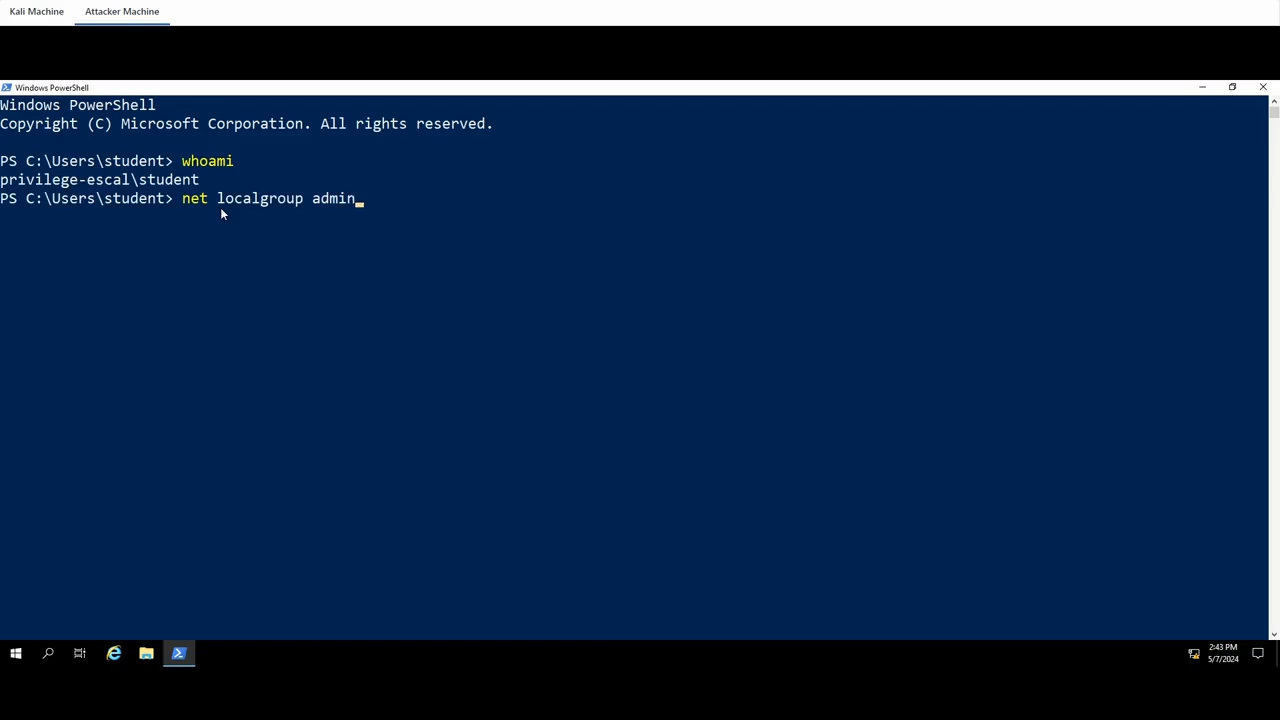 Kali Machine
Attacker Machine
Windows PowerShell
Windows PowerShell
Copyright (C) Microsoft Corporation. All rights reserved.
PS C:\Users\student> whoami
privilege-escal\student
PS C:\Users\student> net localgroup admin
2:43 PM
5/7/2024